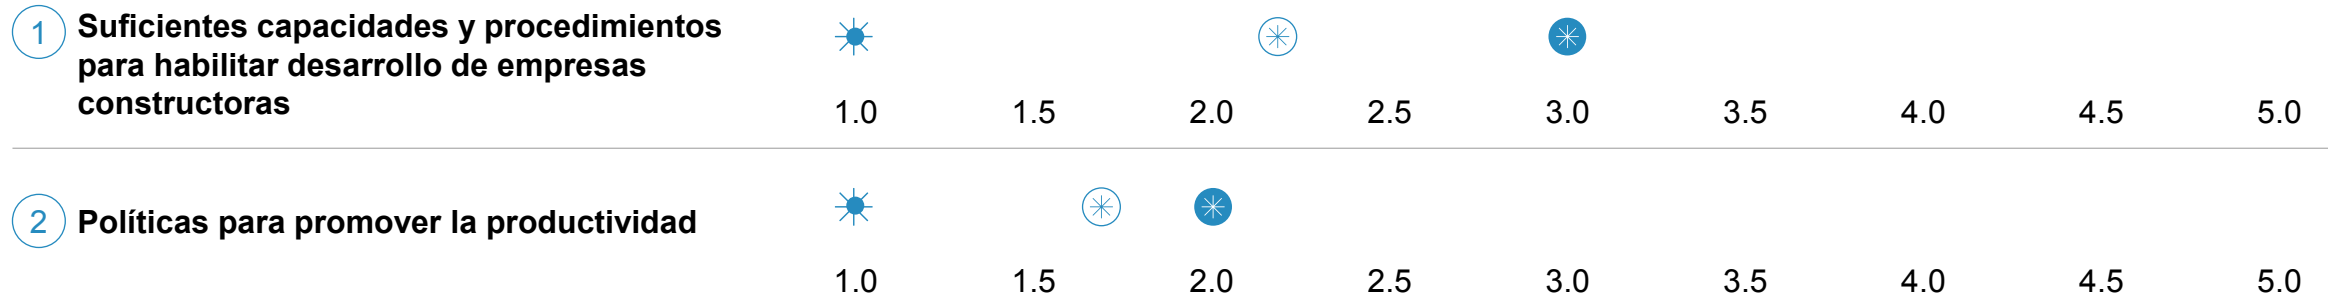 1 Suficientes capacidades y procedimientos
para habilitar desarrollo de empresas
constructoras
1.0 1.5 2.0 2.5 3.0 3.5 4.0 4.5 5.0
2 Políticas para promover la productividad
1.0 1.5 2.0 2.5 3.0 3.5 4.0 4.5 5.0